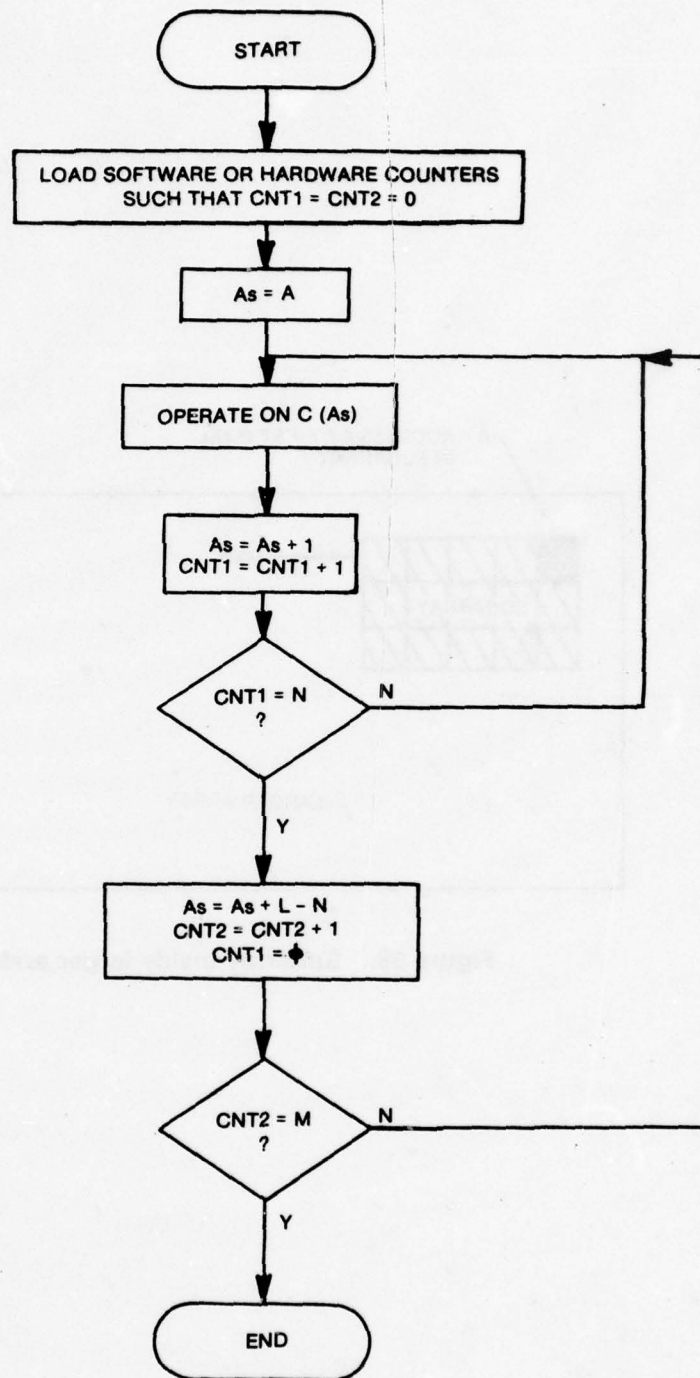 START
LOAD SOFTWARE OR HARDWARE COUNTERS
SUCH THAT CNT1 = CNT2 = 0
As = A
OPERATE ON C (As)
As = As + 1
CNT1 = CNT1 + 1
CNT1 = N
?
N
Y
As = As + L - N
CNT2 = CNT2 + 1
CNT1 = ϕ
CNT2 = M
?
N
Y
END